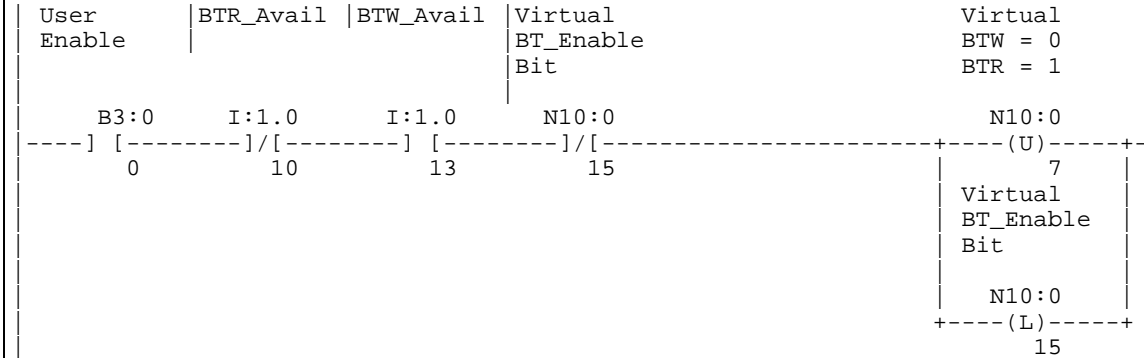 | User        |BTR_Avail |BTW_Avail |Virtual                               Virtual
| Enable      |                     |BT_Enable                             BTW = 0
|                                   |Bit                                   BTR = 1
|                                   |
|     B3:0     I:1.0      I:1.0      N10:0                                 N10:0
|----] [--------]/[--------] [--------]/[-----------------------+----(U)-----+-
|       0         10         13         15                      |       7    |
|                                                               | Virtual    |
|                                                               | BT_Enable  |
|                                                               | Bit        |
|                                                               |            |
|                                                               |   N10:0    |
|                                                               +----(L)-----+
|                                                                      15